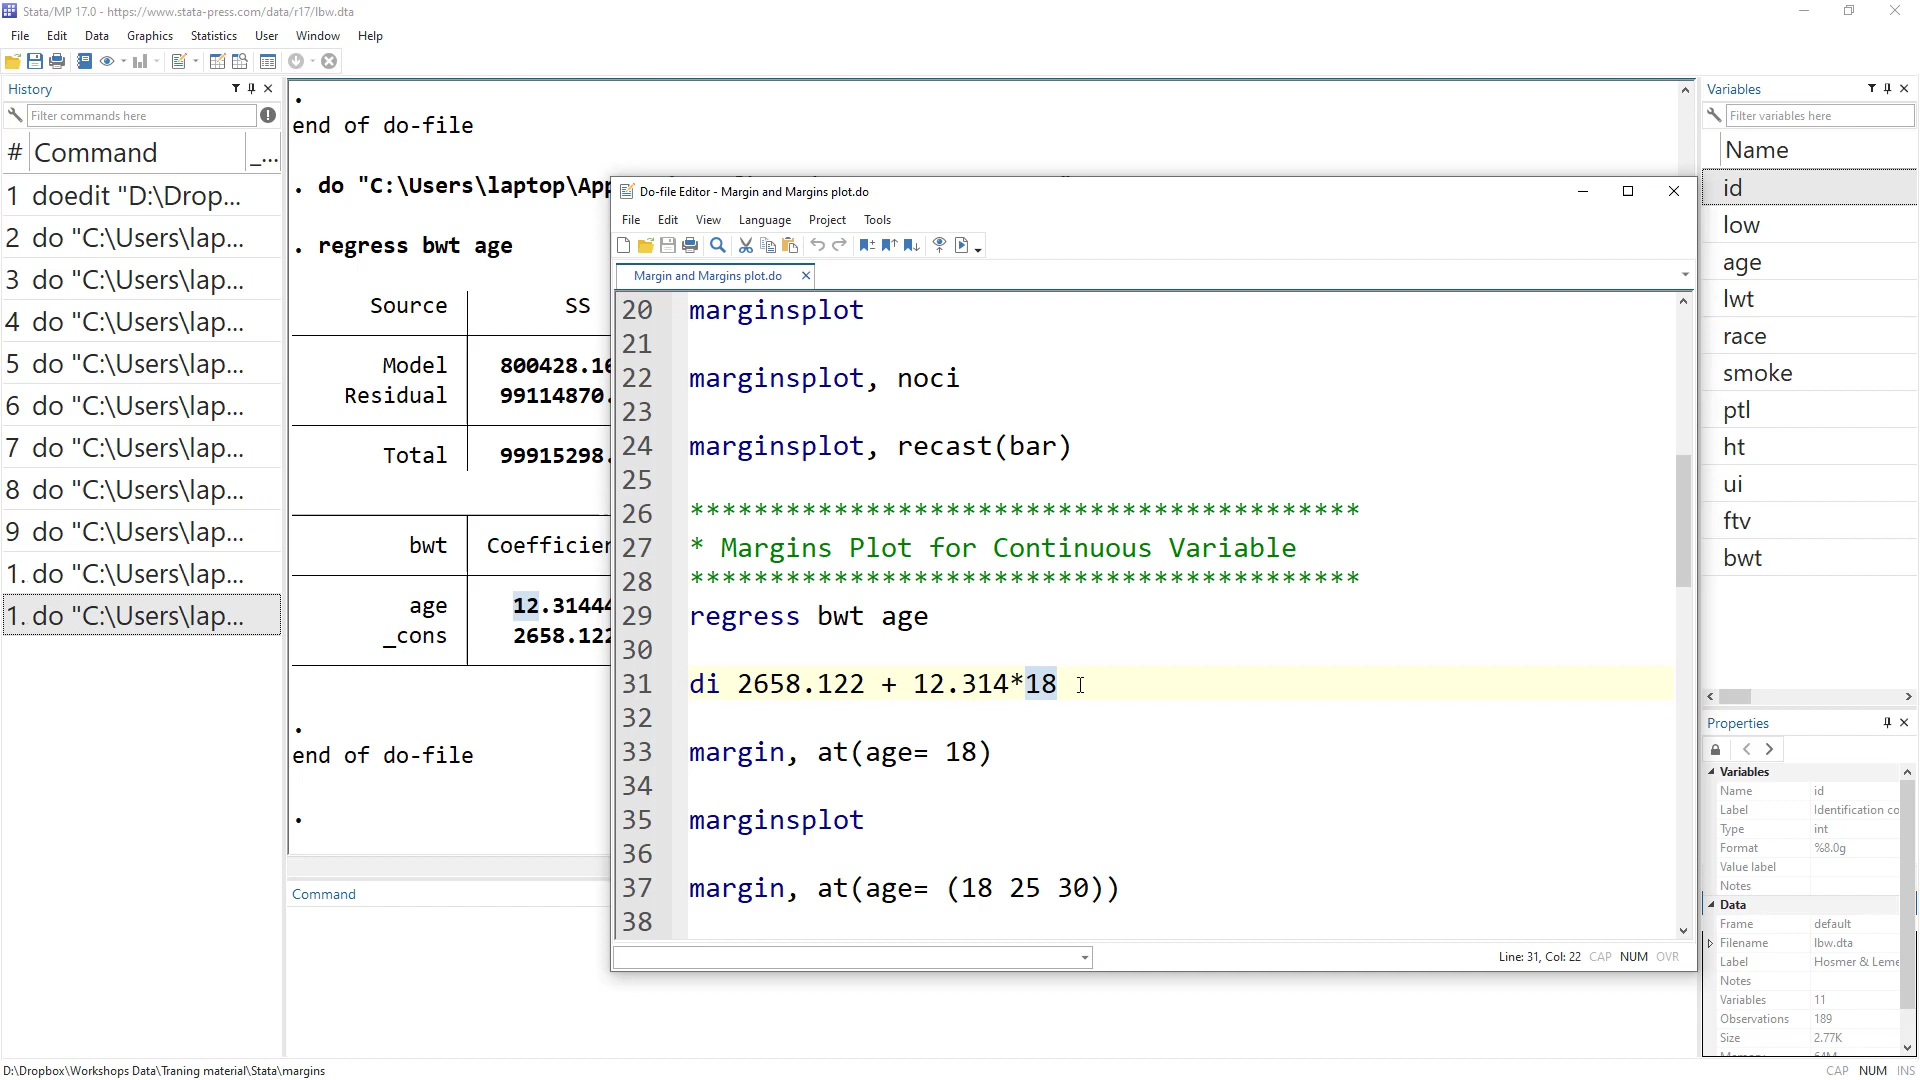 Stata/MP 17.0 - https://www.stata-press.com/data/r17/lbw.dta
File Edit Data Graphics Statistics User Window Help
History
Filter commands here
# Command _...
1 doedit "D:\Drop...
2 do "C:\Users\lap...
3 do "C:\Users\lap...
4 do "C:\Users\lap...
5 do "C:\Users\lap...
6 do "C:\Users\lap...
7 do "C:\Users\lap...
8 do "C:\Users\lap...
9 do "C:\Users\lap...
1. do "C:\Users\lap...
1. do "C:\Users\lap...
.
end of do-file
. do "C:\Users\laptop\App
. regress bwt age
Source SS
Model 800428.16
Residual 99114870.
Total 99915298.
bwt Coefficien
age 12.31444
_cons 2658.122
.
end of do-file
.
Command
Do-file Editor - Margin and Margins plot.do
File Edit View Language Project Tools
Margin and Margins plot.do
20 marginsplot
21
22 marginsplot, noci
23
24 marginsplot, recast(bar)
25
26 ******************************************
27 * Margins Plot for Continuous Variable
28 ******************************************
29 regress bwt age
30
31 di 2658.122 + 12.314*18
32
33 margin, at(age= 18)
34
35 marginsplot
36
37 margin, at(age= (18 25 30))
38
Line: 31, Col: 22 CAP NUM OVR
Variables
Filter variables here
Name
id
low
age
lwt
race
smoke
ptl
ht
ui
ftv
bwt
Properties
Variables
Name id
Label Identification co
Type int
Format %8.0g
Value label
Notes
Data
Frame default
Filename lbw.dta
Label Hosmer & Leme
Notes
Variables 11
Observations 189
Size 2.77K
D:\Dropbox\Workshops Data\Traning material\Stata\margins
CAP NUM INS